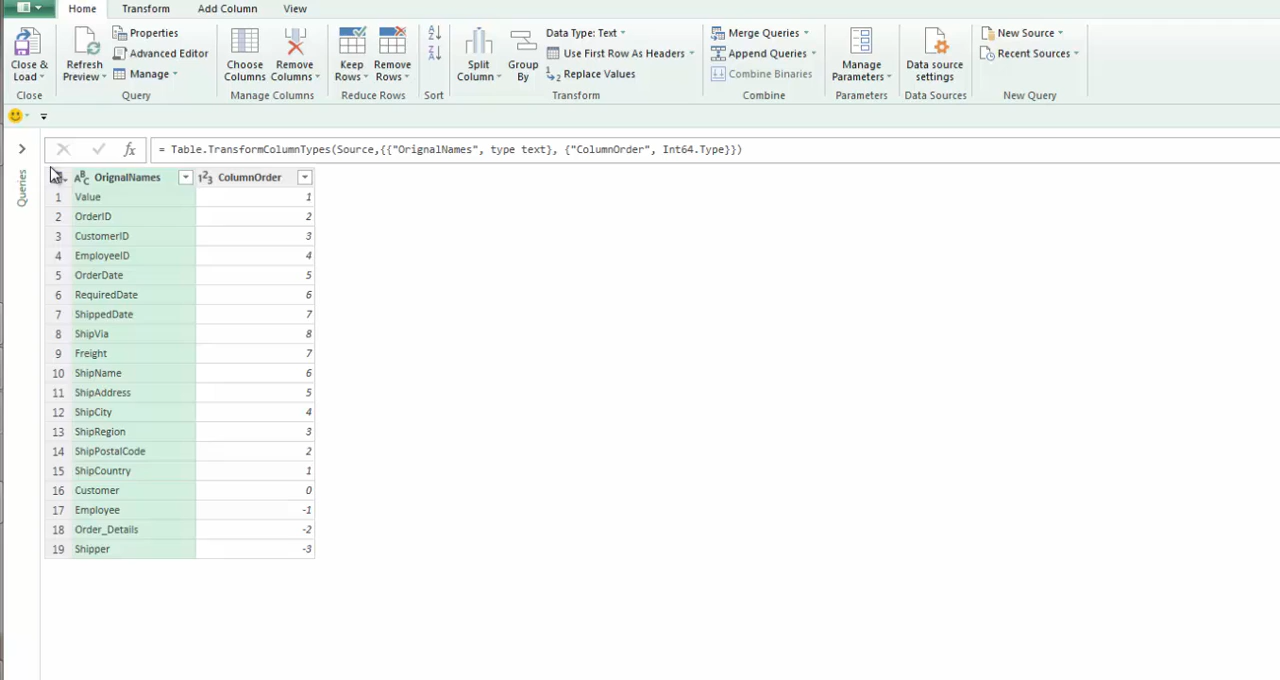 Home Transform Add Column View
Close & Load
Close
Refresh Preview
Properties
Advanced Editor
Manage
Query
Choose Columns
Remove Columns
Manage Columns
Keep Rows
Remove Rows
Reduce Rows
Sort
Split Column
Group By
Data Type: Text
Use First Row As Headers
Replace Values
Transform
Merge Queries
Append Queries
Combine Binaries
Combine
Manage Parameters
Parameters
Data source settings
Data Sources
New Source
Recent Sources
New Query
fx = Table.TransformColumnTypes(Source,{{"OrignalNames", type text}, {"ColumnOrder", Int64.Type}})
Queries
ABC OrignalNames 123 ColumnOrder
1 Value 1
2 OrderID 2
3 CustomerID 3
4 EmployeeID 4
5 OrderDate 5
6 RequiredDate 6
7 ShippedDate 7
8 ShipVia 8
9 Freight 7
10 ShipName 6
11 ShipAddress 5
12 ShipCity 4
13 ShipRegion 3
14 ShipPostalCode 2
15 ShipCountry 1
16 Customer 0
17 Employee -1
18 Order_Details -2
19 Shipper -3